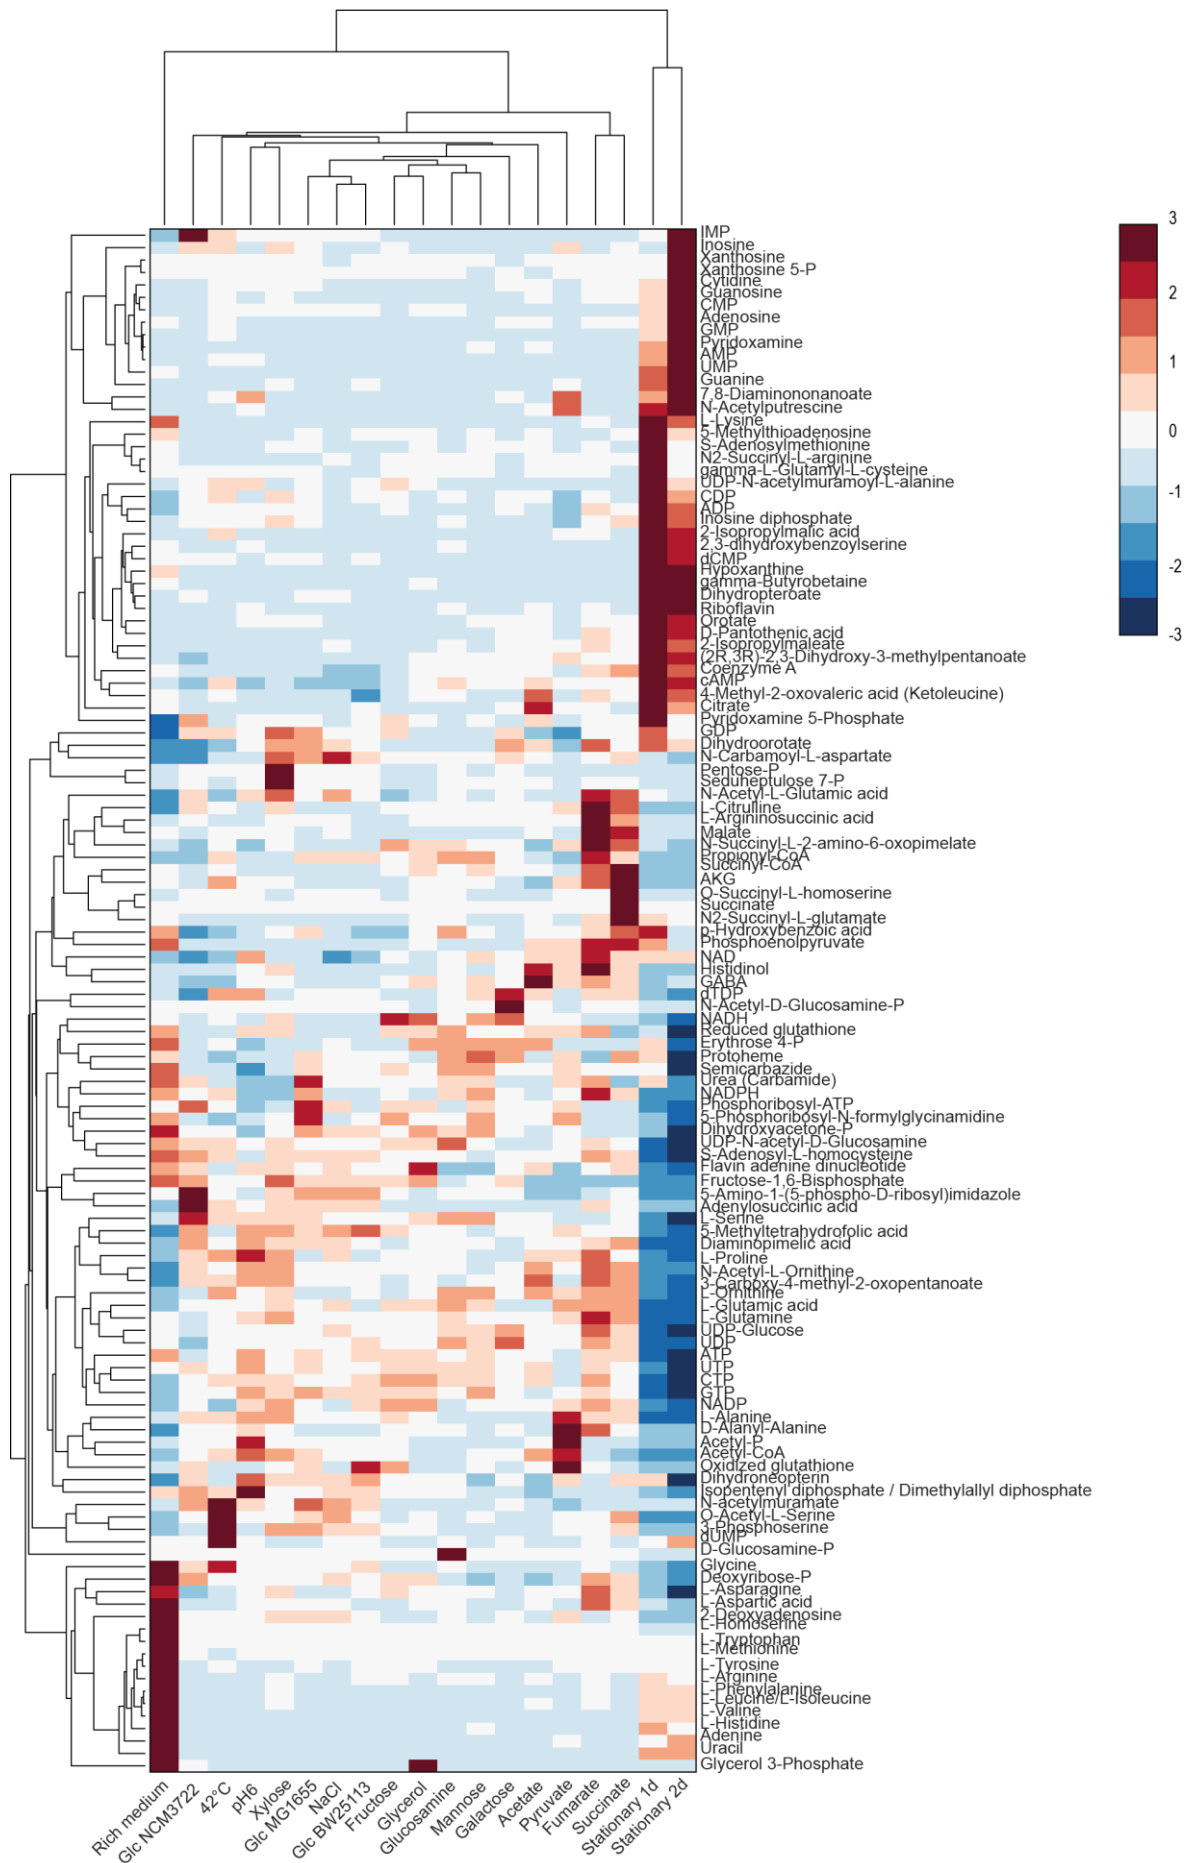 IMP
Inosine
Xanthosine
Xanthosine 5-P
Cytidine
Guanosine
CMP
Adenosine
GMP
Pyridoxamine
AMP
UMP
Guanine
7,8-Diaminononanoate
N-Acetylputrescine
L-Lysine
5-Methylthioadenosine
S-Adenosylmethionine
N2-Succinyl-L-arginine
gamma-L-Glutamyl-L-cysteine
UDP-N-acetylmuramoyl-L-alanine
CDP
ADP
Inosine diphosphate
2-Isopropylmalic acid
2,3-dihydroxybenzoylserine
dCMP
Hypoxanthine
gamma-Butyrobetaine
Dihydropteroate
Riboflavin
Orotate
D-Pantothenic acid
2-Isopropylmaleate
(2R,3R)-2,3-Dihydroxy-3-methylpentanoate
Coenzyme A
cAMP
4-Methyl-2-oxovaleric acid (Ketoleucine)
Citrate
Pyridoxamine 5-Phosphate
GDP
Dihydroorotate
N-Carbamoyl-L-aspartate
Pentose-P
Seduheptulose 7-P
N-Acetyl-L-Glutamic acid
L-Citrulline
L-Argininosuccinic acid
Malate
N-Succinyl-L-2-amino-6-oxopimelate
Propionyl-CoA
Succinyl-CoA
AKG
O-Succinyl-L-homoserine
Succinate
N2-Succinyl-L-glutamate
p-Hydroxybenzoic acid
Phosphoenolpyruvate
NAD
Histidinol
GABA
dTDP
N-Acetyl-D-Glucosamine-P
NADH
Reduced glutathione
Erythrose 4-P
Protoheme
Semicarbazide
Urea (Carbamide)
NADPH
Phosphoribosyl-ATP
5-Phosphoribosyl-N-formylglycinamidine
Dihydroxyacetone-P
UDP-N-acetyl-D-Glucosamine
S-Adenosyl-L-homocysteine
Flavin adenine dinucleotide
Fructose-1,6-Bisphosphate
5-Amino-1-(5-phospho-D-ribosyl)imidazole
Adenylosuccinic acid
L-Serine
5-Methyltetrahydrofolic acid
Diaminopimelic acid
L-Proline
N-Acetyl-L-Ornithine
3-Carboxy-4-methyl-2-oxopentanoate
L-Ornithine
L-Glutamic acid
L-Glutamine
UDP-Glucose
UDP
ATP
UTP
CTP
GTP
NADP
L-Alanine
D-Alanyl-Alanine
Acetyl-P
Acetyl-CoA
Oxidized glutathione
Dihydroneopterin
Isopentenyl diphosphate / Dimethylallyl diphosphate
N-acetylmuramate
O-Acetyl-L-Serine
3-Phosphoserine
dUMP
D-Glucosamine-P
Glycine
Deoxyribose-P
L-Asparagine
L-Aspartic acid
2-Deoxyadenosine
L-Homoserine
L-Tryptophan
L-Methionine
L-Tyrosine
L-Arginine
L-Phenylalanine
L-Leucine/L-Isoleucine
L-Valine
L-Histidine
Adenine
Uracil
Glycerol 3-Phosphate
3
2
1
0
-1
-2
-3
Rich medium
Glc NCM3722
42°C
pH6
Xylose
Glc MG1655
NaCl
Glc BW25113
Fructose
Glycerol
Glucosamine
Mannose
Galactose
Acetate
Pyruvate
Fumarate
Succinate
Stationary 1d
Stationary 2d